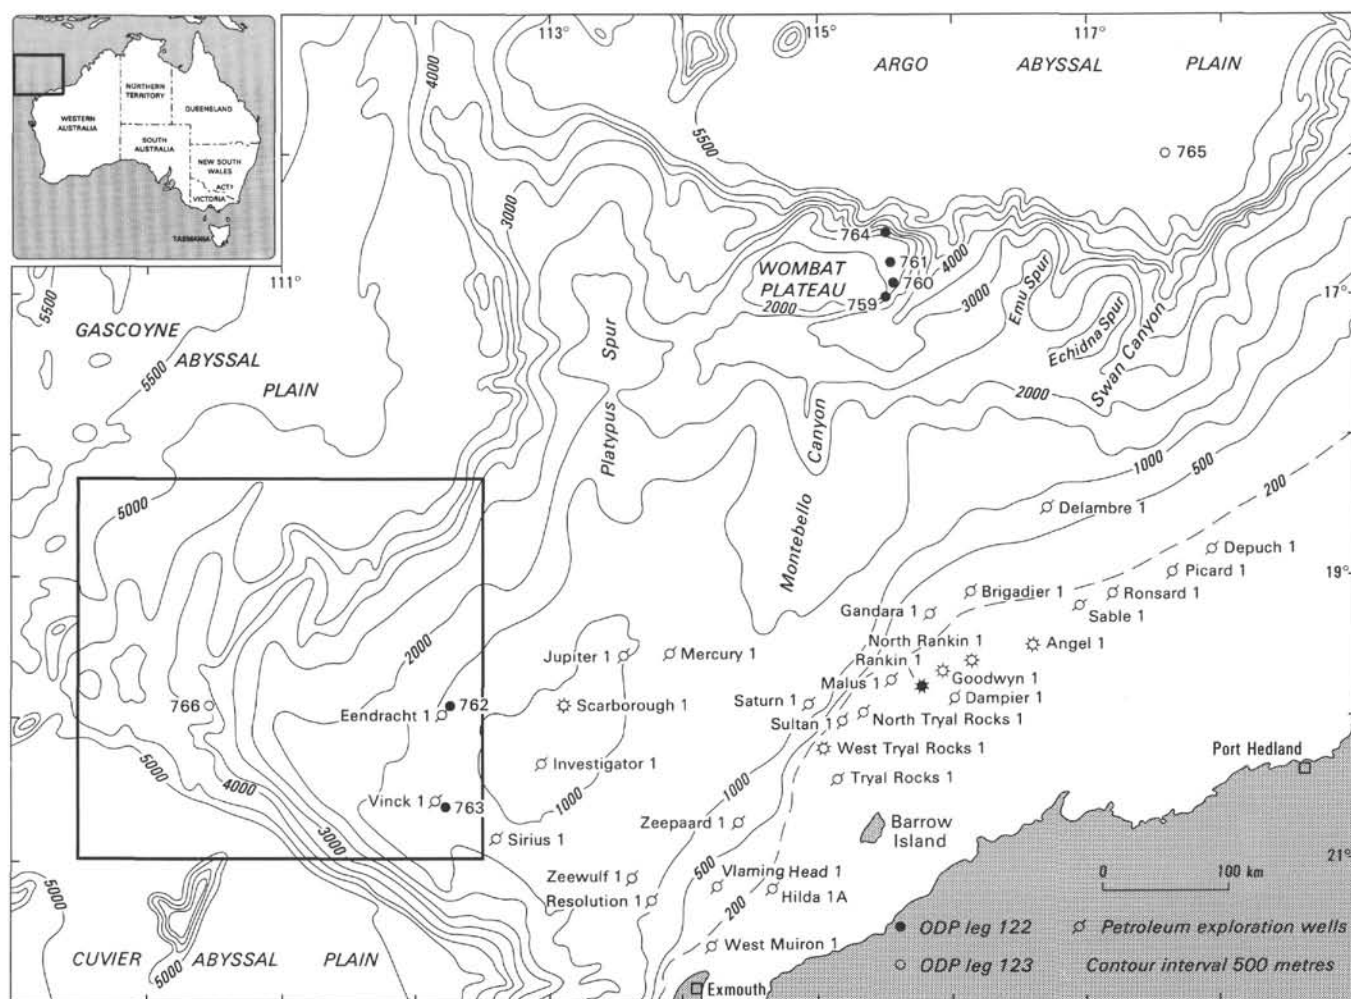 113°
115°
117°
ARGO ABYSSAL PLAIN
NORTHERN
TERRITORY
QUEENSLAND
WESTERN
AUSTRALIA
SOUTH
AUSTRALIA
NEW SOUTH
WALES
ACT
VICTORIA
TASMANIA
4000
5500
765
3000
764
761
WOMBAT
PLATEAU
760
759
4000
2000
3000
Emu Spur
Echidna Spur
Swan Canyon
111°
17°
5500
GASCOYNE
ABYSSAL
PLAIN
5500
Platypus Spur
2000
Montebello Canyon
1000
500
200
5000
Delambre 1
Depuch 1
Picard 1
19°
Brigadier 1
Ronsard 1
Gandara 1
Sable 1
North Rankin 1
Angel 1
2000
Jupiter 1
Mercury 1
Rankin 1
Goodwyn 1
Malus 1
Dampier 1
766
762
Eendracht 1
Scarborough 1
Saturn 1
Sultan 1
North Tryal Rocks 1
West Tryal Rocks 1
Port Hedland
5000
4000
Investigator 1
Tryal Rocks 1
Vinck 1
763
1000
1000
3000
Sirius 1
Zeepaard 1
Barrow
Island
21°
5000
Zeewulf 1
500
Vlaming Head 1
0 100 km
Resolution 1
200
Hilda 1A
ODP leg 122
Petroleum exploration wells
West Muiron 1
CUVIER ABYSSAL PLAIN
5000
ODP leg 123
Contour interval 500 metres
Exmouth